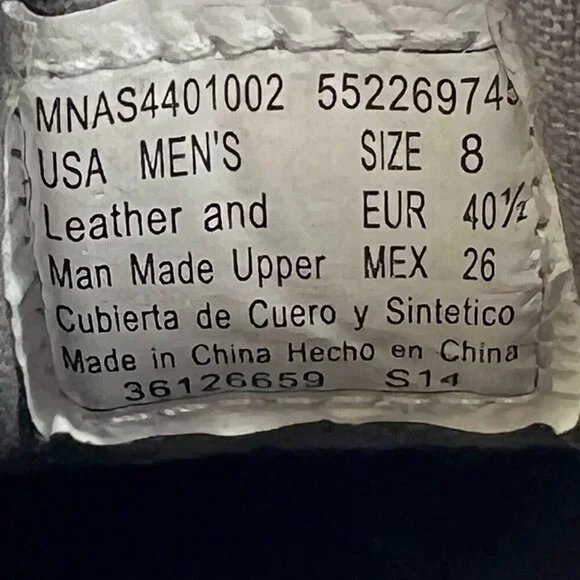 MNAS4401002 552269745
USA MEN'S SIZE 8
Leather and EUR 40½
Man Made Upper MEX 26
Cubierta de Cuero y Sintetico
Made in China Hecho en China
36126659 S14